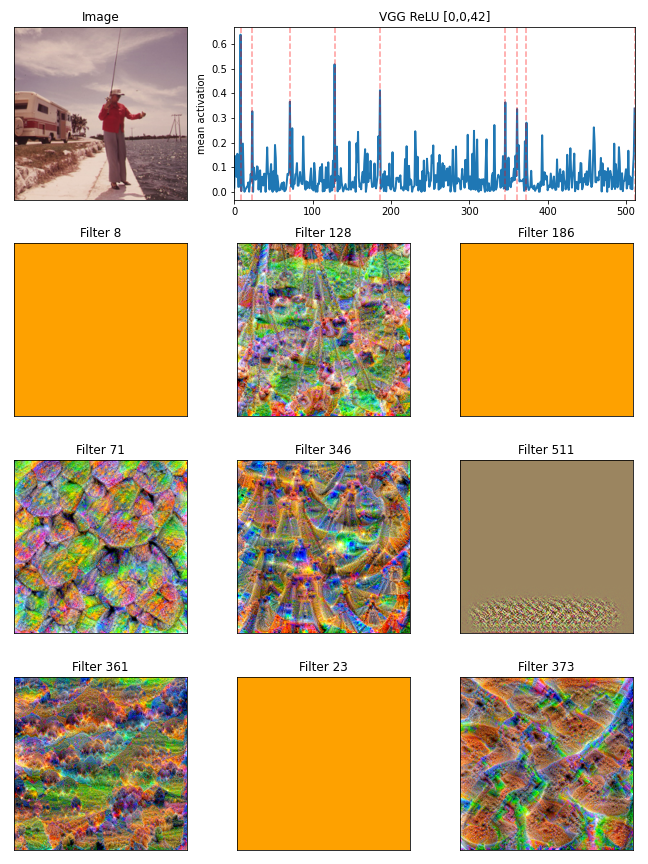 Image
VGG ReLU [0,0,42]
mean activation
0.6
0.5
0.4
0.3
0.2
0.1
0.0
0 100 200 300 400 500
Filter 8 Filter 128 Filter 186
Filter 71 Filter 346 Filter 511
Filter 361 Filter 23 Filter 373